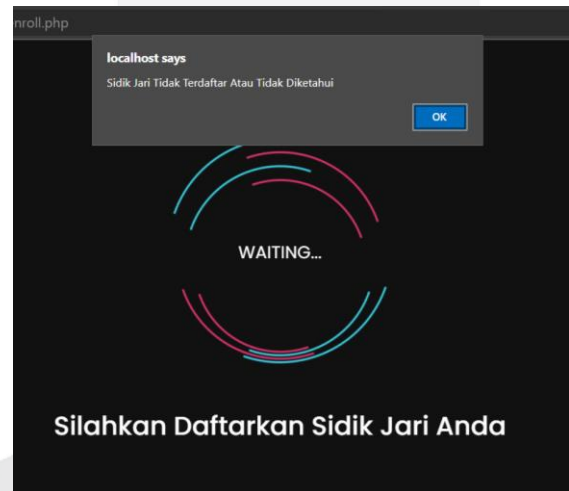 nroll.php
localhost says
Sidik Jari Tidak Terdaftar Atau Tidak Diketahui
OK
WAITING...
Silahkan Daftarkan Sidik Jari Anda